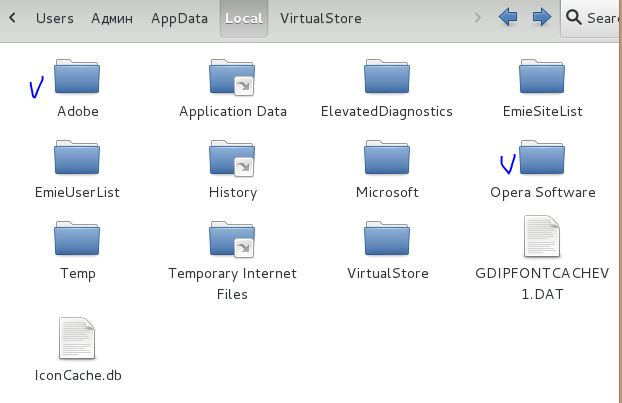 Users Админ AppData Local VirtualStore Sear
Adobe Application Data ElevatedDiagnostics EmieSiteList
EmieUserList History Microsoft Opera Software
Temp Temporary Internet Files VirtualStore GDIPFONTCACHEV1.DAT
IconCache.db